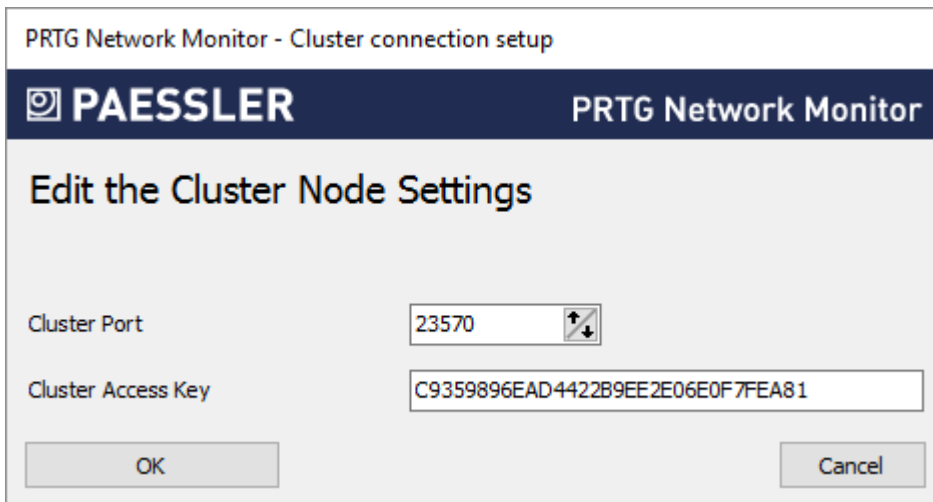 PRTG Network Monitor - Cluster connection setup
PAESSLER PRTG Network Monitor
Edit the Cluster Node Settings
Cluster Port 23570
Cluster Access Key C9359896EAD4422B9EE2E06E0F7FEA81
OK Cancel